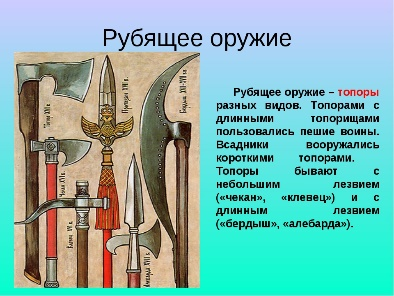 Рубящее оружие
Рубящее оружие – топоры
разных видов. Топорами с
длинными топорищами
пользовались пешие воины.
Всадники вооружались
короткими топорами.
Топоры бывают с
небольшим лезвием
(«чекан», «клевец») и с
длинным лезвием
(«бердыш», «алебарда»).